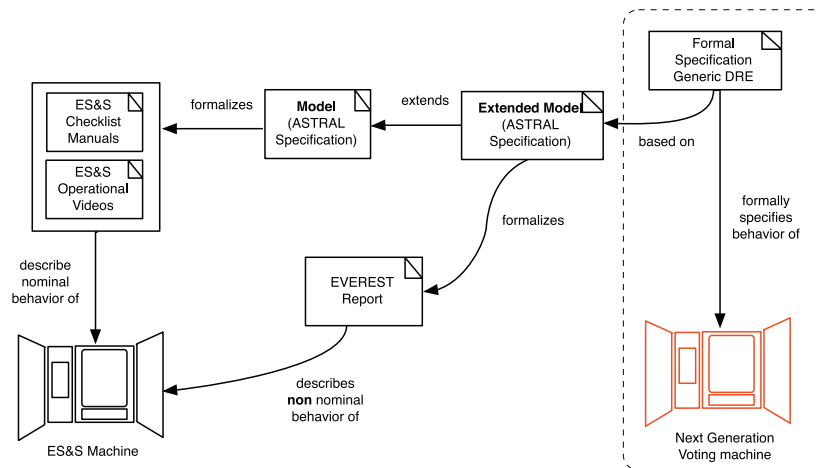 Formal
Specification
Generic DRE
ES&S
Checklist
Manuals
formalizes
Model
(ASTRAL
Specification)
extends
Extended Model
(ASTRAL
Specification)
based on
ES&S
Operational
Videos
formally
specifies
behavior of
formalizes
describe
nominal
behavior of
EVEREST
Report
describes
non nominal
behavior of
ES&S Machine
Next Generation
Voting machine